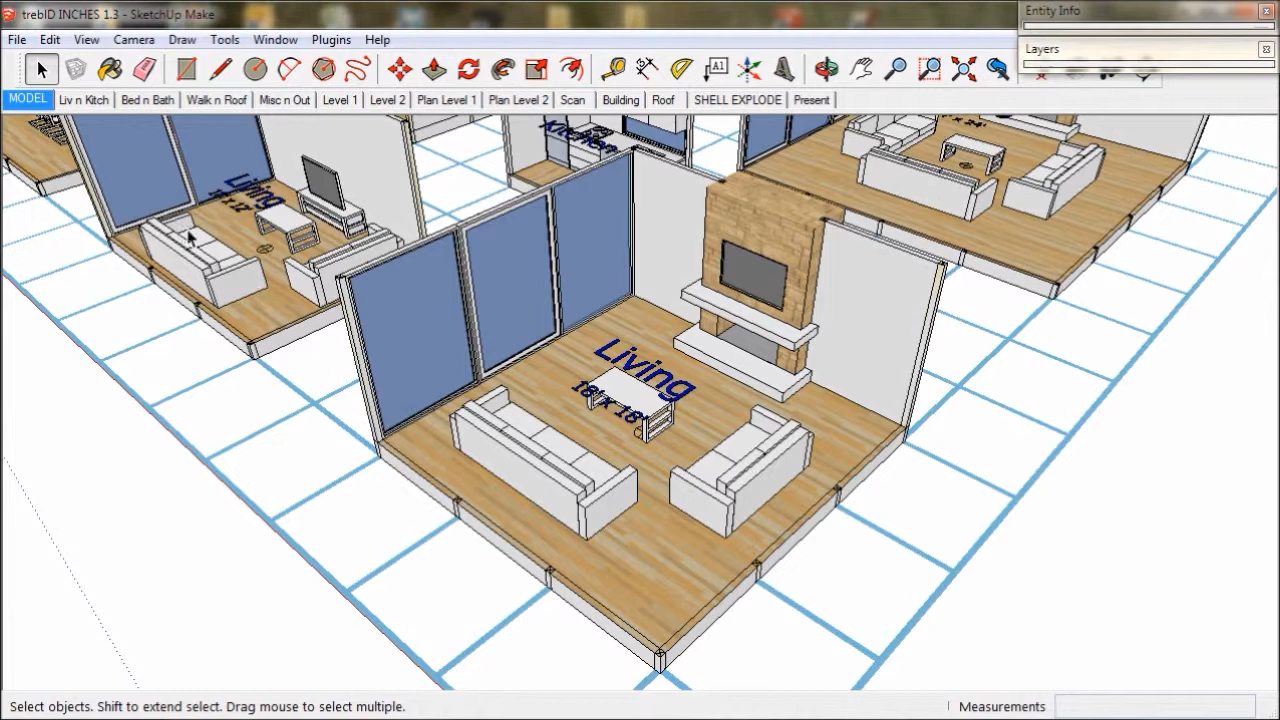 trebID INCHES 1.3 - SketchUp Make
Entity Info
File Edit View Camera Draw Tools Window Plugins Help
Layers
A1
MODEL Liv n Kitch Bed n Bath Walk n Roof Misc n Out Level 1 Level 2 Plan Level 1 Plan Level 2 Scan Building Roof SHELL EXPLODE Present
Kitchen
Living
Living
18' x 18'
Select objects. Shift to extend select. Drag mouse to select multiple.
Measurements